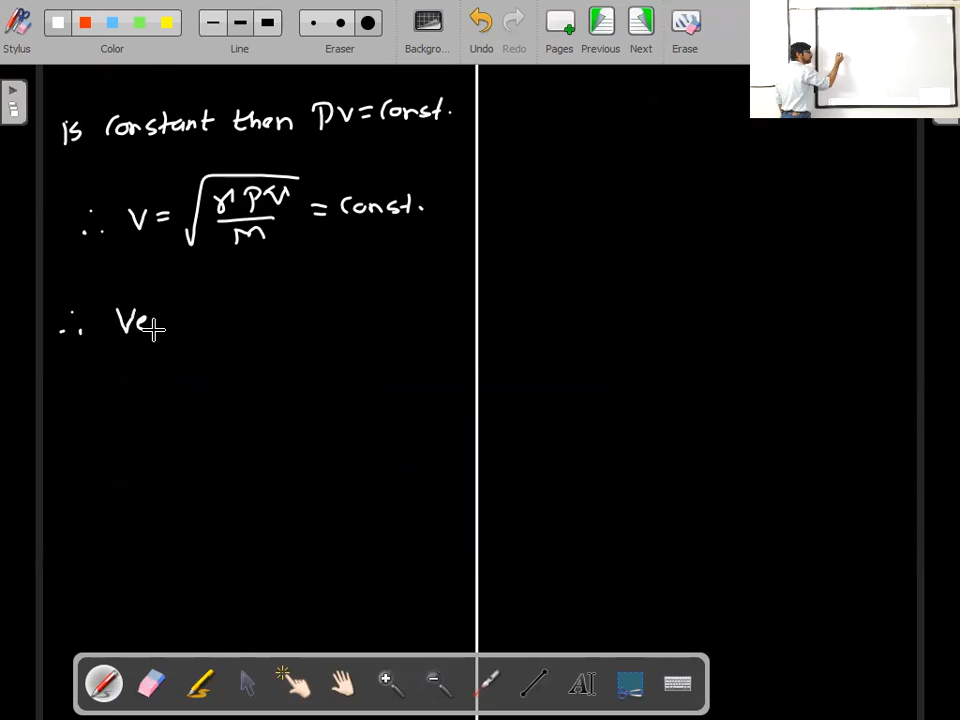 Stylus Color Line Eraser Backgro... Undo Redo Pages Previous Next Erase
is constant then PV = Const.
∴ V = √(γPV/M) = Const.
∴ Ve
AI